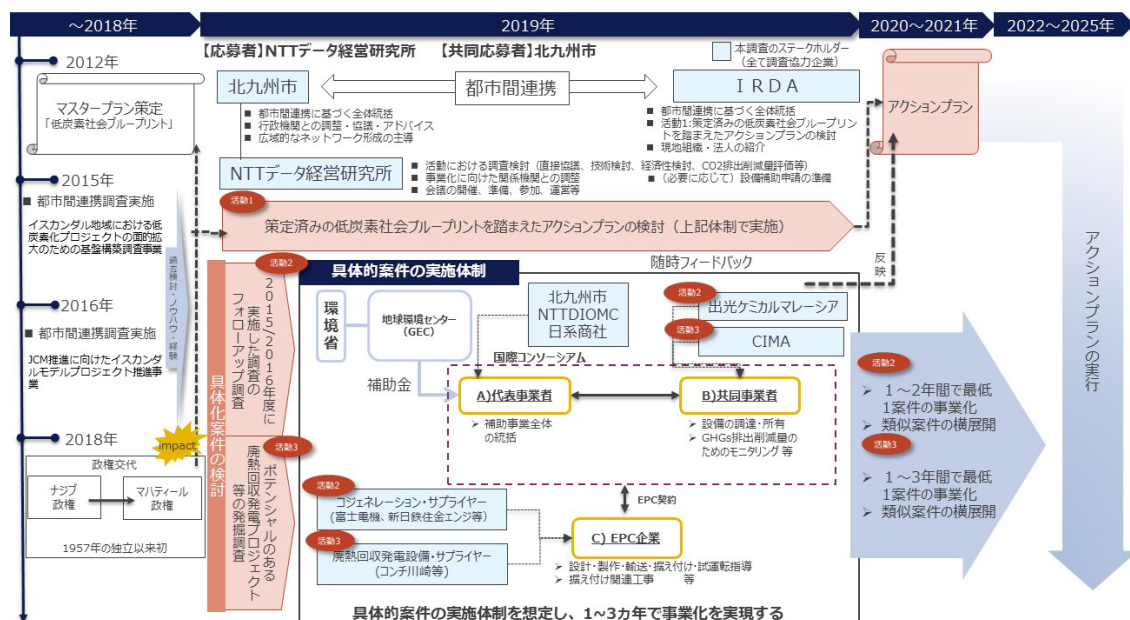 ～2018年
2019年
2020～2021年
2022～2025年
2012年
マスタープラン策定
「低炭素社会ブループリント」
2015年
■ 都市間連携調査実施
イスカンダル地域における低
炭素化プロジェクトの面的拡
大のための基盤構築調査事業
2016年
■ 都市間連携調査実施
JCM推進に向けたイスカンダ
ルモデルプロジェクト推進事
業
過去検討・ノウハウ・経験
2018年
impact
政権交代
ナジブ
政権
マハティール
政権
1957年の独立以来初
【応募者】NTTデータ経営研究所
【共同応募者】北九州市
本調査のステークホルダー
（全て調査協力企業）
北九州市
都市間連携
ＩＲＤＡ
■ 都市間連携に基づく全体統括
■ 行政機関との調整・協議・アドバイス
■ 広域的なネットワーク形成の主導
■ 都市間連携に基づく全体統括
■ 活動1:策定済みの低炭素社会ブループリン
トを踏まえたアクションプランの検討
■ 現地組織・法人の紹介
NTTデータ経営研究所
■ 活動における調査検討（直接協議、技術検討、経済性検討、CO2排出削減量評価等）
■ 事業化に向けた関係機関との調整
■ （必要に応じて）設備補助申請の準備
■ 会議の開催、準備、参加、運営等
活動1
策定済みの低炭素社会ブループリントを踏まえたアクションプランの検討（上記体制で実施）
具体化案件の検討
活動2
2015/2016年度に
実施した調査の
フォローアップ調査
活動3
ポテンシャルのある
廃熱回収発電プロジェクト
等の発掘調査
具体的案件の実施体制
随時フィードバック
環境省
地球環境センター
(GEC)
補助金
北九州市
NTTDIOMC
日系商社
活動2
出光ケミカルマレーシア
活動3
CIMA
国際コンソーシアム
A)代表事業者
➢ 補助事業全体
の統括
B)共同事業者
➢ 設備の調達・所有
➢ GHGs排出削減量の
ためのモニタリング 等
EPC契約
活動2
コジェネレーション・サプライヤー
（富士電機、新日鉄住金エンジ等）
活動3
廃熱回収発電設備・サプライヤー
（コンチ川崎等）
C) EPC企業
➢ 設計・製作・輸送・据え付け・試運転指導
➢ 据え付け関連工事　等
具体的案件の実施体制を想定し、1~3カ年で事業化を実現する
アクションプラン
反映
活動2
➢ 1～2年間で最低
1案件の事業化
➢ 類似案件の横展開
活動3
➢ 1～3年間で最低
1案件の事業化
➢ 類似案件の横展開
アクションプランの実行